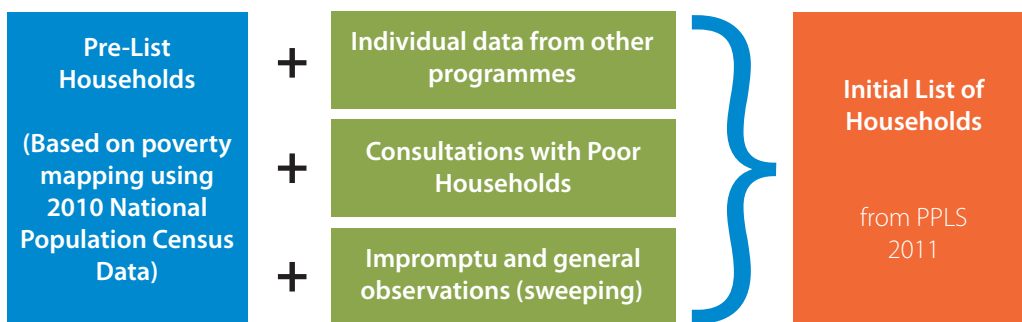 Pre-List
Households
(Based on poverty
mapping using
2010 National
Population Census
Data)
+
Individual data from other
programmes
+
Consultations with Poor
Households
+
Impromptu and general
observations (sweeping)
}
Initial List of
Households
from PPLS
2011